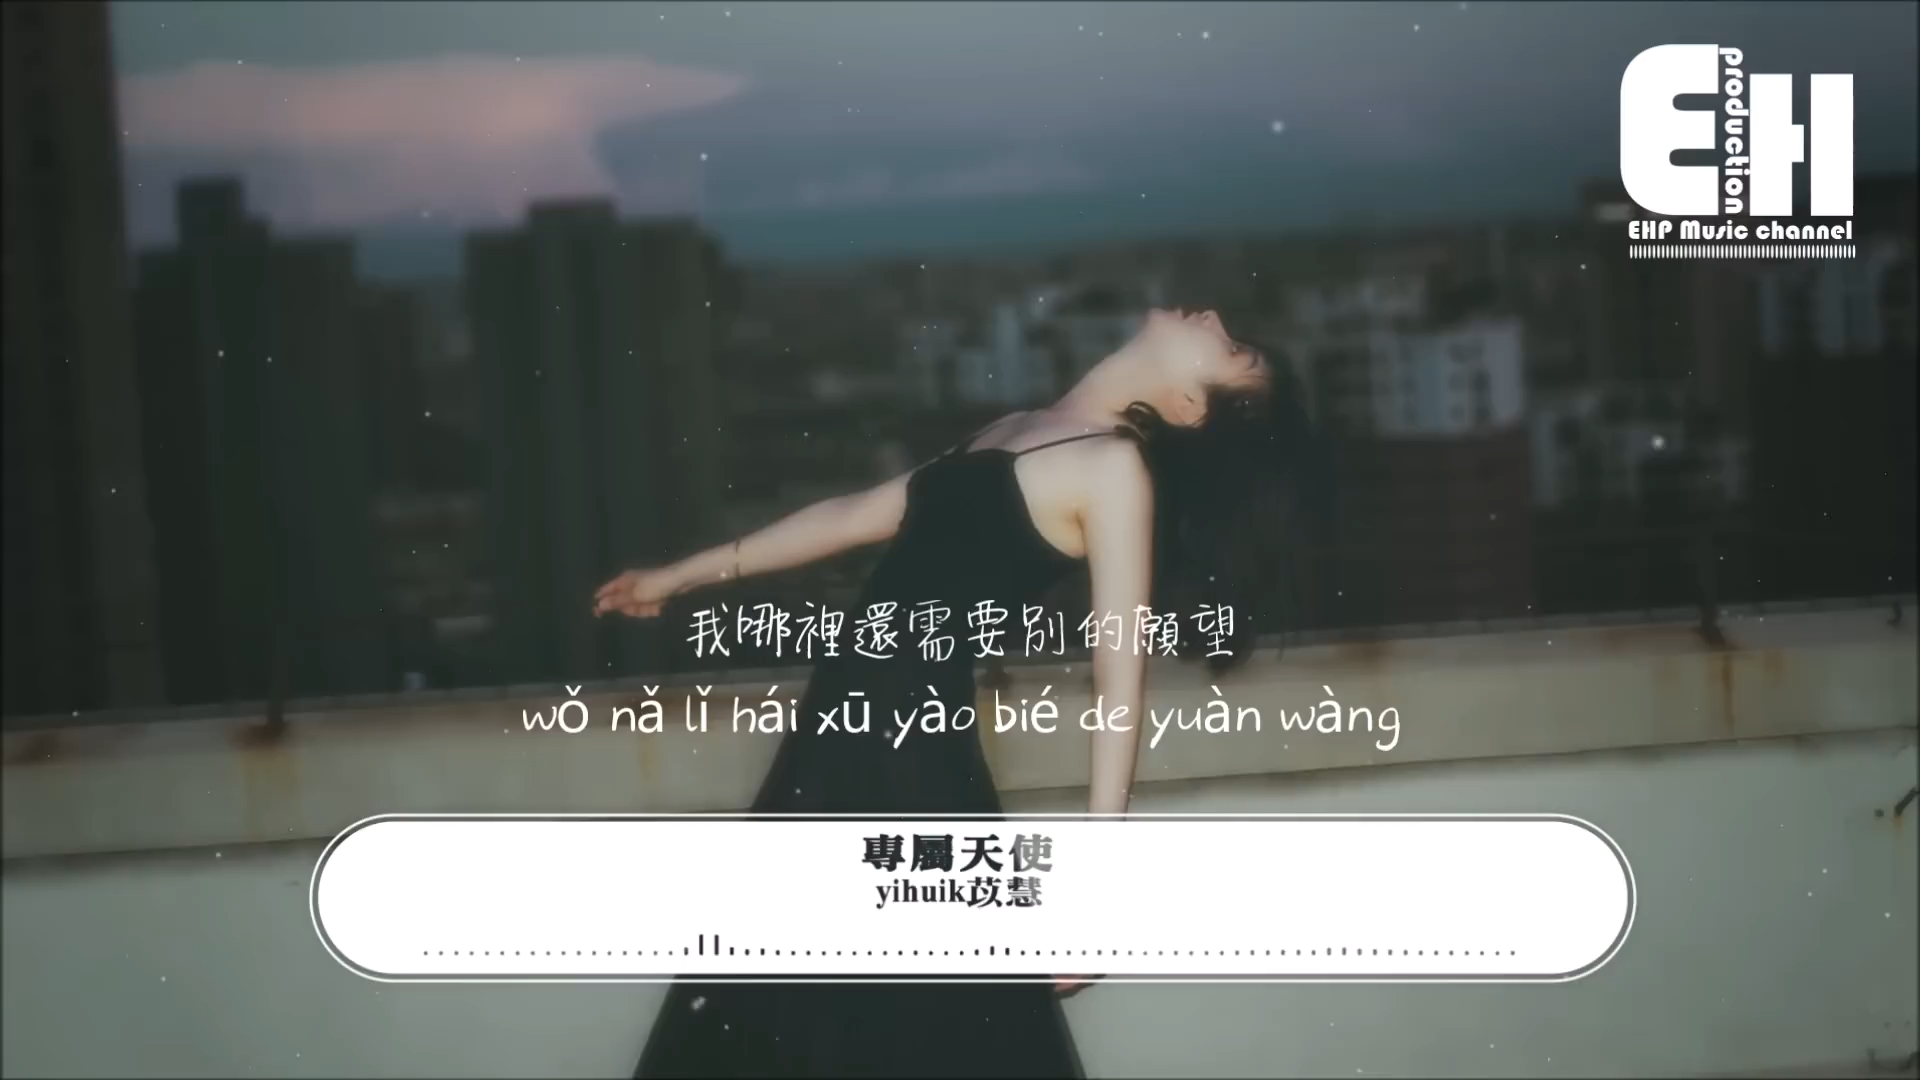 EH
production
EHP Music channel
我哪裡還需要別的願望
wǒ nǎ lǐ hái xū yào bié de yuàn wàng
專屬天使
yihuik苡慧